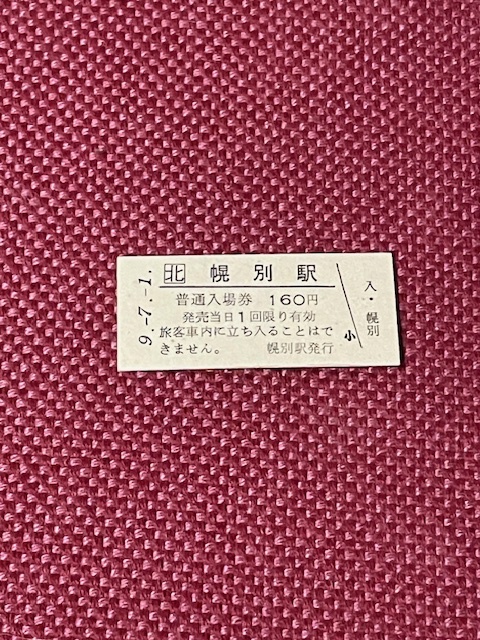 9.-7.-1.
北 幌別駅
普通入場券 160円
発売当日1回限り有効
・旅客車内に立ち入ることはで
きません。 幌別駅発行
小
入・幌別